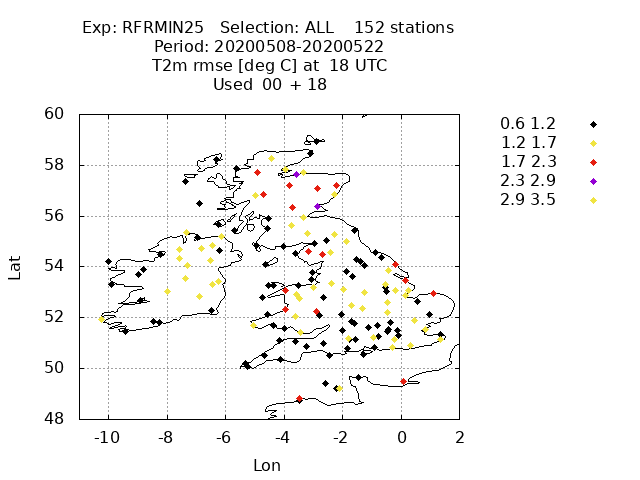 Exp: RFRMIN25 Selection: ALL 152 stations
Period: 20200508-20200522
T2m rmse [deg C] at 18 UTC
Used 00 + 18
60
58
56
54
52
50
48
-10 -8 -6 -4 -2 0 2
Lat
Lon
0.6 1.2
1.2 1.7
1.7 2.3
2.3 2.9
2.9 3.5